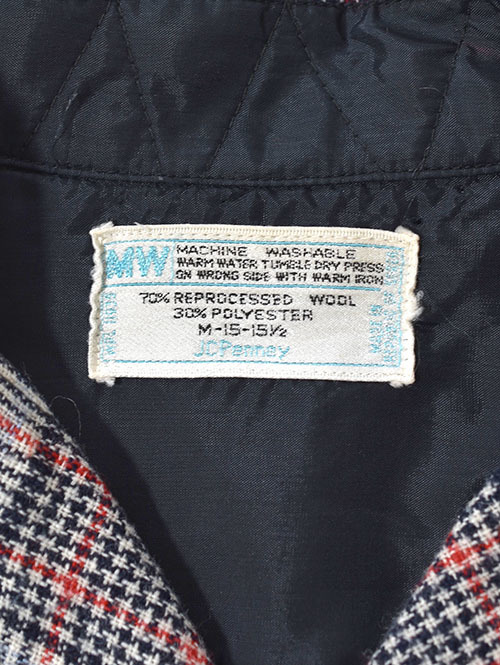 MW
MACHINE WASHABLE
WARM WATER TUMBLE DRY PRESS
ON WRONG SIDE WITH WARM IRON
70% REPROCESSED WOOL
30% POLYESTER
M-15-15½
JCPenney